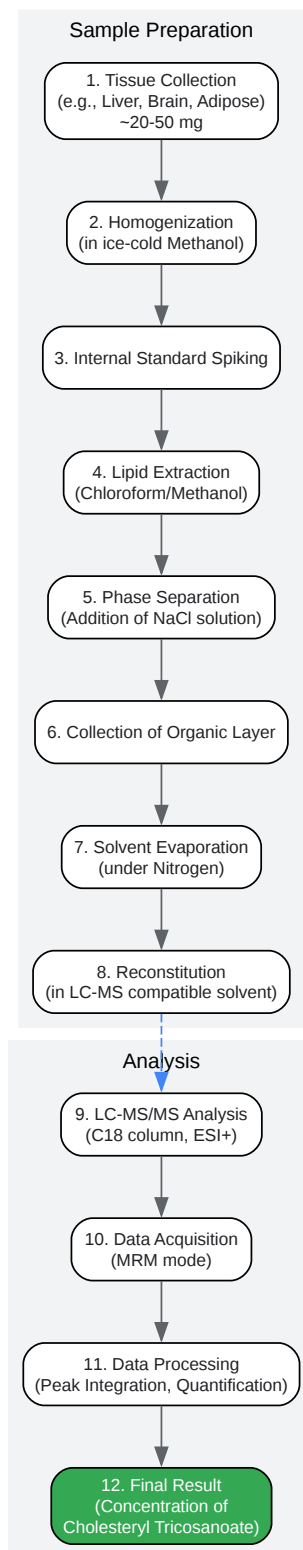 Sample Preparation
1. Tissue Collection
(e.g., Liver, Brain, Adipose)
~20-50 mg
2. Homogenization
(in ice-cold Methanol)
3. Internal Standard Spiking
4. Lipid Extraction
(Chloroform/Methanol)
5. Phase Separation
(Addition of NaCl solution)
6. Collection of Organic Layer
7. Solvent Evaporation
(under Nitrogen)
8. Reconstitution
(in LC-MS compatible solvent)
Analysis
9. LC-MS/MS Analysis
(C18 column, ESI+)
10. Data Acquisition
(MRM mode)
11. Data Processing
(Peak Integration, Quantification)
12. Final Result
(Concentration of
Cholesteryl Tricosanoate)